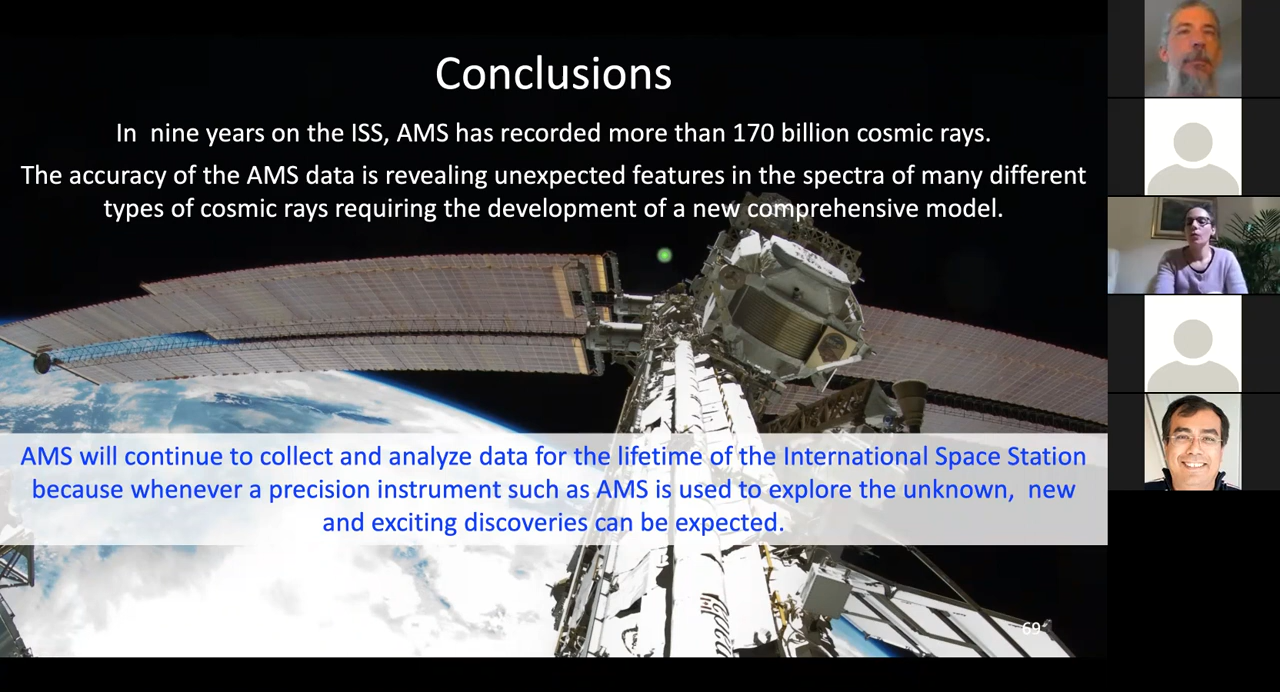 Conclusions
In nine years on the ISS, AMS has recorded more than 170 billion cosmic rays.
The accuracy of the AMS data is revealing unexpected features in the spectra of many different
types of cosmic rays requiring the development of a new comprehensive model.
AMS will continue to collect and analyze data for the lifetime of the International Space Station
because whenever a precision instrument such as AMS is used to explore the unknown, new
and exciting discoveries can be expected.
69